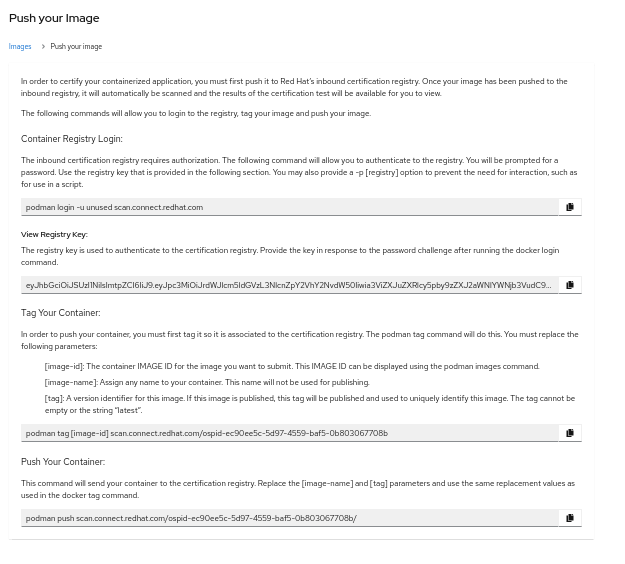 Push your Image
Images > Push your image
In order to certify your containerized application, you must first push it to Red Hat's inbound certification registry. Once your image has been pushed to the
inbound registry, it will automatically be scanned and the results of the certification test will be available for you to view.
The following commands will allow you to login to the registry, tag your image and push your image.
Container Registry Login:
The inbound certification registry requires authorization. The following command will allow you to authenticate to the registry. You will be prompted for a
password. Use the registry key that is provided in the following section. You may also provide a -p [registry] option to prevent the need for interaction, such as
for use in a script.
podman login -u unused scan.connect.redhat.com
View Registry Key:
The registry key is used to authenticate to the certification registry. Provide the key in response to the password challenge after running the docker login
command.
Tag Your Container:
In order to push your container, you must first tag it so it is associated to the certification registry. The podman tag command will do this. You must replace the
following parameters:
[image-id]: The container IMAGE ID for the image you want to submit. This IMAGE ID can be displayed using the podman images command.
[image-name]: Assign any name to your container. This name will not be used for publishing.
[tag]: A version identifier for this image. If this image is published, this tag will be published and used to uniquely identify this image. The tag cannot be
empty or the string "latest".
podman tag [image-id] scan.connect.redhat.com/ospid-ec90ee5c-5d97-4559-baf5-0b803067708b
Push Your Container:
This command will send your container to the certification registry. Replace the [image-name] and [tag] parameters and use the same replacement values as
used in the docker tag command.
podman push scan.connect.redhat.com/ospid-ec90ee5c-5d97-4559-baf5-0b803067708b/